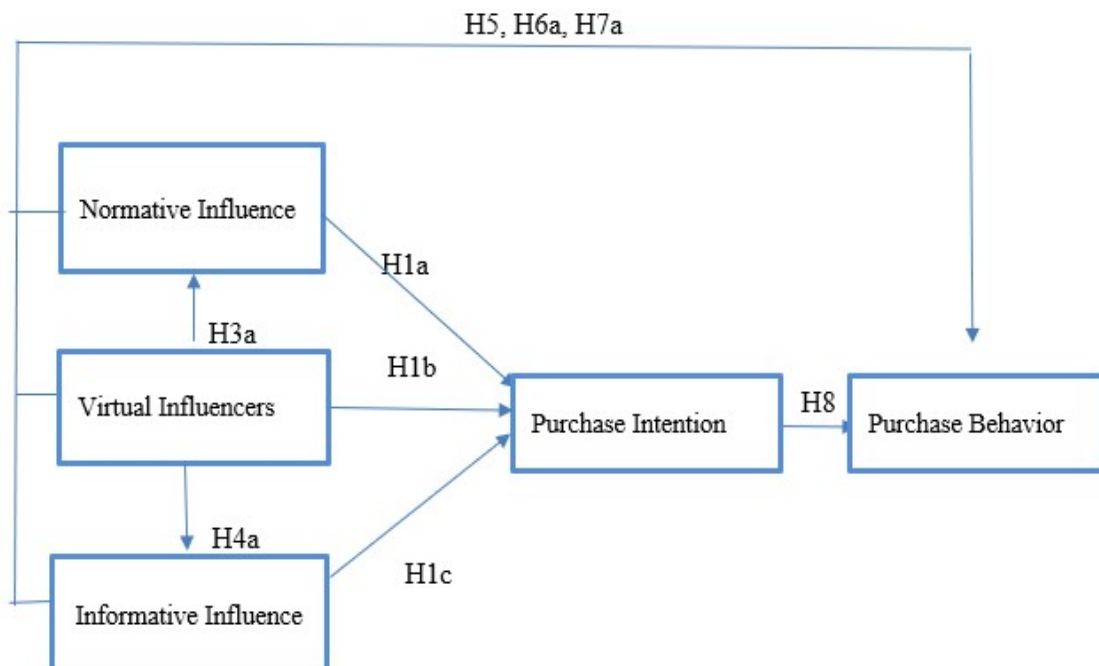 H5, H6a, H7a
Normative Influence
H1a
H3a
H1b
Virtual Influencers
Purchase Intention
H8
Purchase Behavior
H4a
H1c
Informative Influence